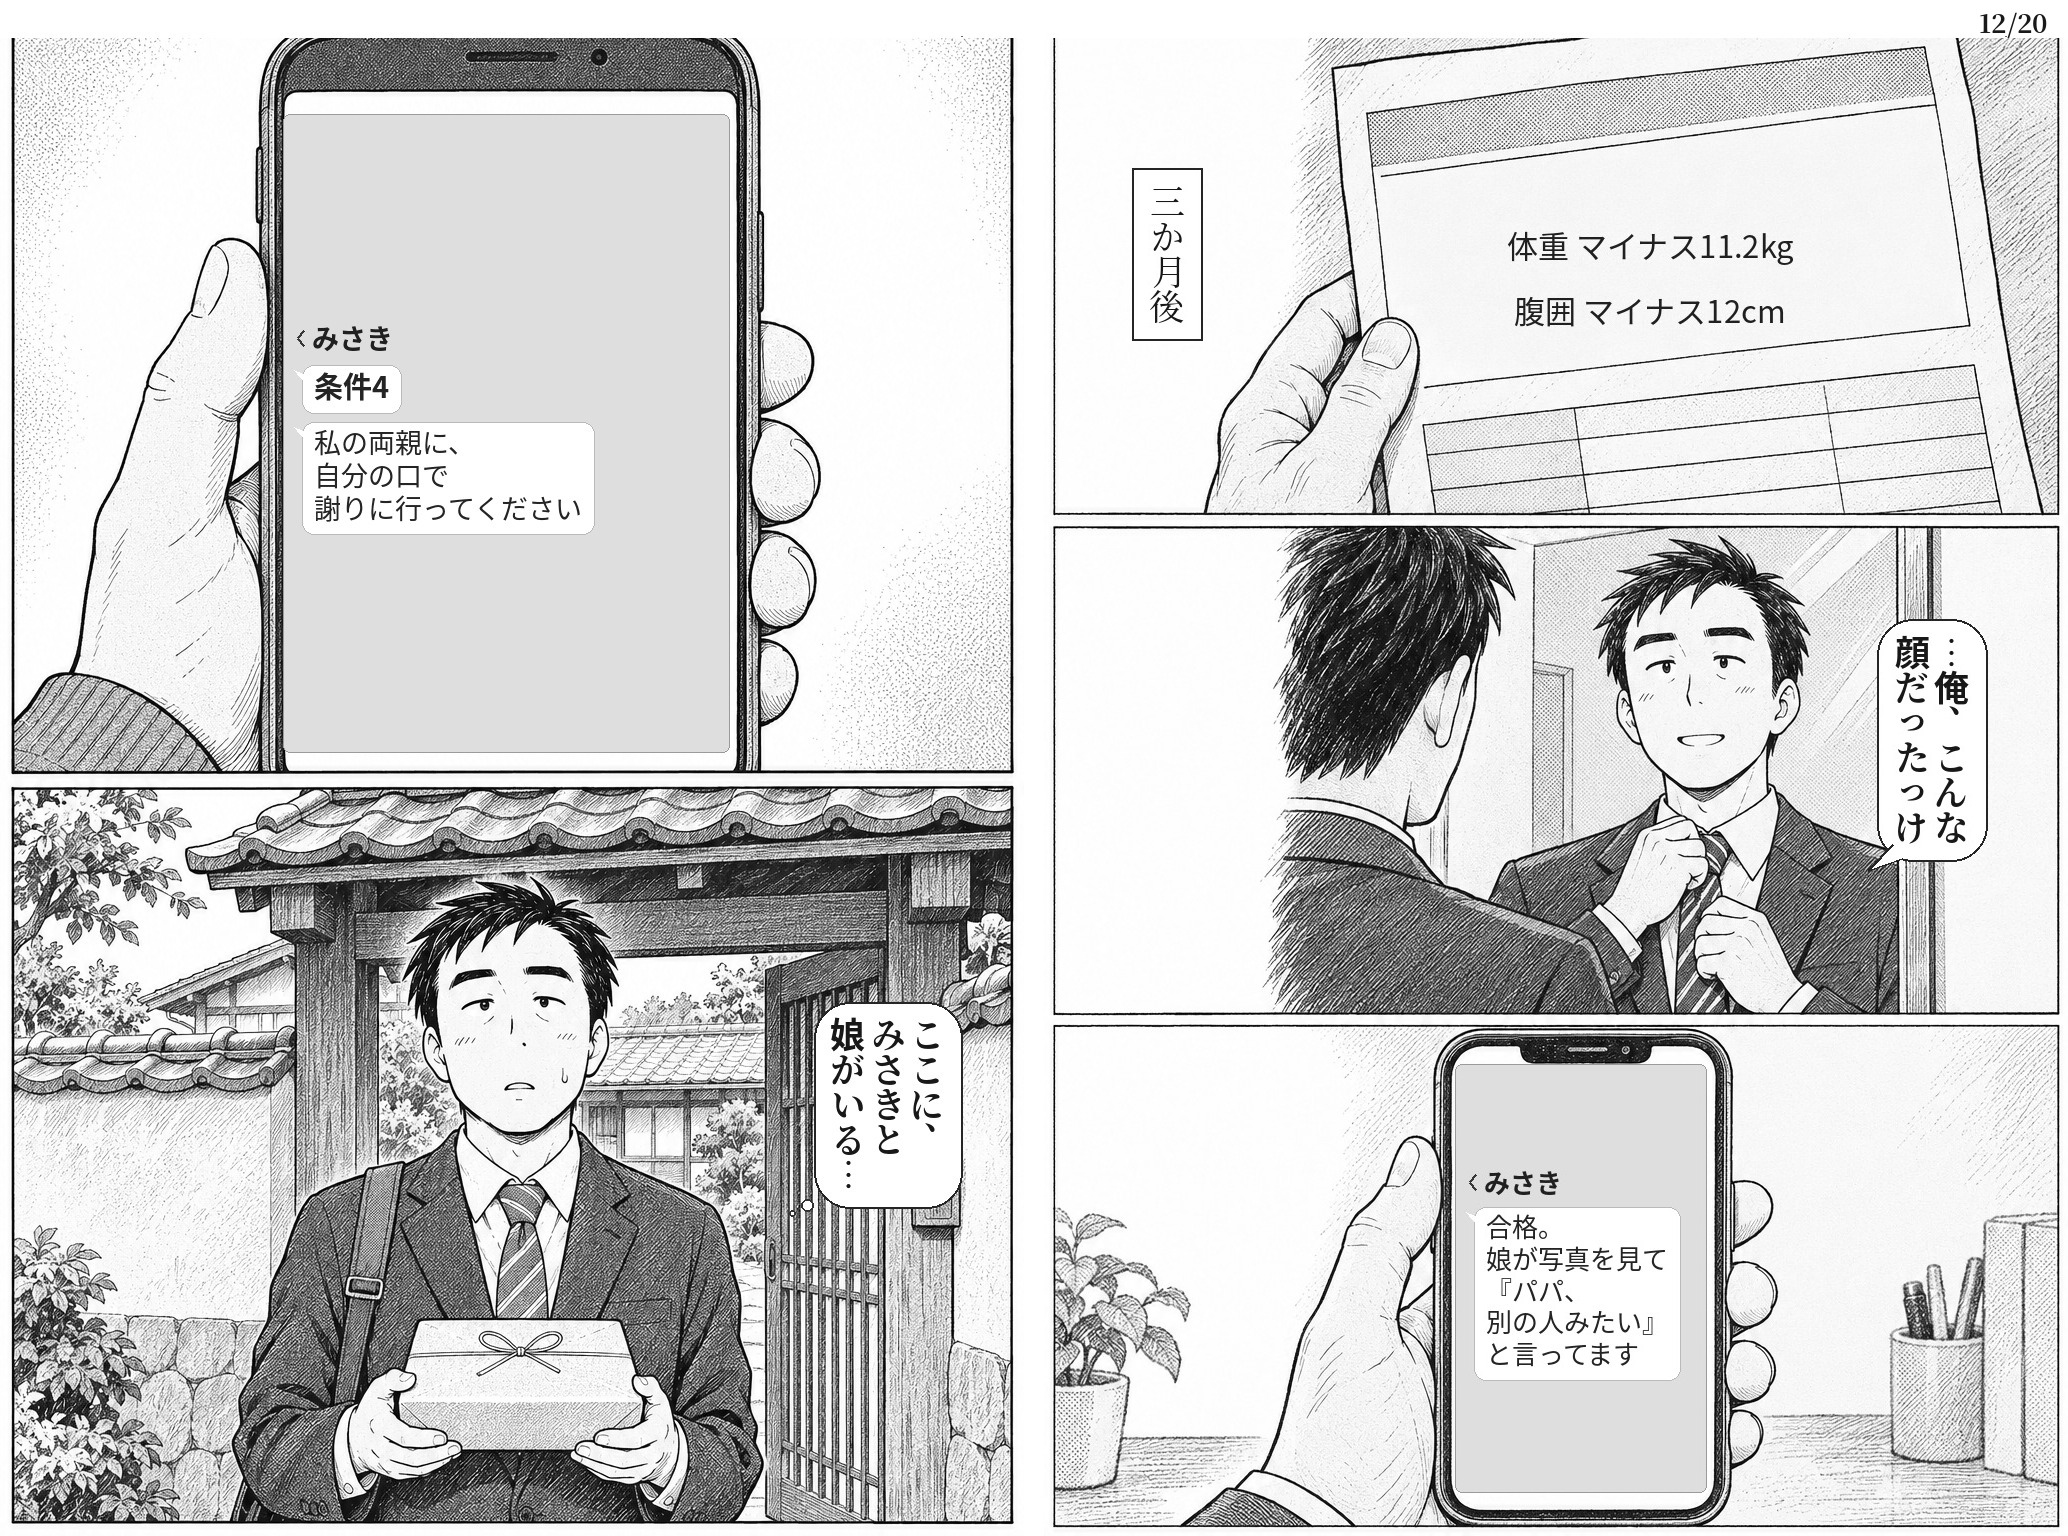 12/20
三か月後
体重 マイナス11.2kg
腹囲 マイナス12cm
…俺、こんな
顔だったっけ
みさき
合格。
娘が写真を見て
『パパ、
別の人みたい』
と言ってます
みさき
条件4
私の両親に、
自分の口で
謝りに行ってください
ここに、
みさきと
娘がいる…